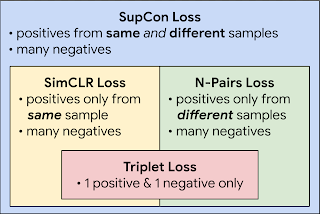 SupCon Loss
• positives from same and different samples
• many negatives
SimCLR Loss
• positives only from
same sample
• many negatives
N-Pairs Loss
• positives only from
different samples
• many negatives
Triplet Loss
• 1 positive & 1 negative only